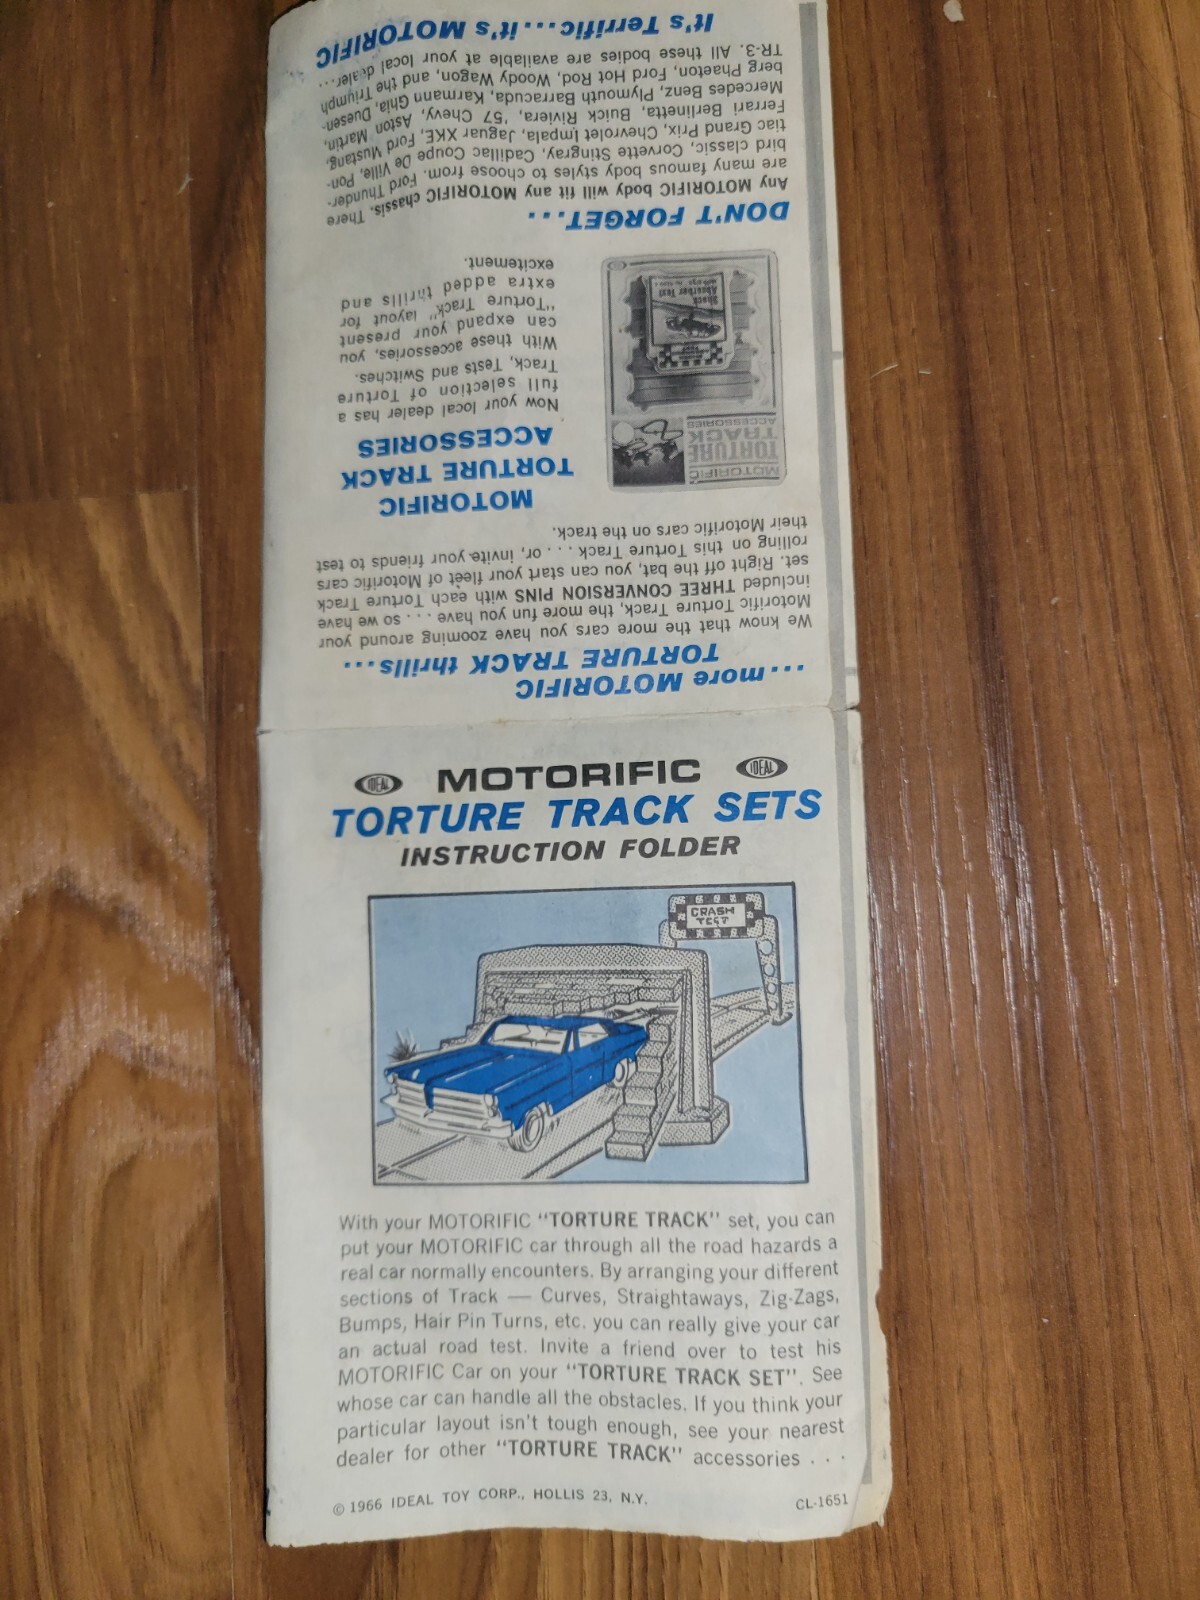 IDEAL MOTORIFIC IDEAL
TORTURE TRACK SETS
INSTRUCTION FOLDER
CRASH
TEST
With your MOTORIFIC "TORTURE TRACK" set, you can
put your MOTORIFIC car through all the road hazards a
real car normally encounters. By arranging your different
sections of Track — Curves, Straightaways, Zig-Zags,
Bumps, Hair Pin Turns, etc. you can really give your car
an actual road test. Invite a friend over to test his
MOTORIFIC Car on your "TORTURE TRACK SET". See
whose car can handle all the obstacles. If you think your
particular layout isn't tough enough, see your nearest
dealer for other "TORTURE TRACK" accessories . . .
© 1966 IDEAL TOY CORP., HOLLIS 23, N.Y.
CL-1651
...more MOTORIFIC
TORTURE TRACK thrills...
We know that the more cars you have zooming around your
Motorific Torture Track, the more fun you have . . . . so we have
included THREE CONVERSION PINS with each Torture Track
set. Right off the bat, you can start your fleet of Motorific cars
rolling on this Torture Track . . . . or, invite your friends to test
their Motorific cars on the track.
MOTORIFIC
TORTURE TRACK
ACCESSORIES
MOTORIFIC
TORTURE
TRACK
ACCESSORIES
Shock
Absorber Test
Now your local dealer has a
full selection of Torture
Track, Tests and Switches.
With these accessories, you
can expand your present
"Torture Track" layout for
extra added thrills and
excitement.
DON'T FORGET...
Any MOTORIFIC body will fit any MOTORIFIC chassis. There
are many famous body styles to choose from. Ford Thunder-
bird classic, Corvette Stingray, Cadillac Coupe De Ville, Pon-
tiac Grand Prix, Chevrolet Impala, Jaguar XKE, Ford Mustang,
Ferrari Berlinetta, Buick Riviera, '57 Chevy, Aston Martin,
Mercedes Benz, Plymouth Barracuda, Karmann Ghia, Duesen-
berg Phaeton, Ford Hot Rod, Woody Wagon, and the Triumph
TR-3. All these bodies are available at your local dealer...
It's Terrific...it's MOTORIFIC